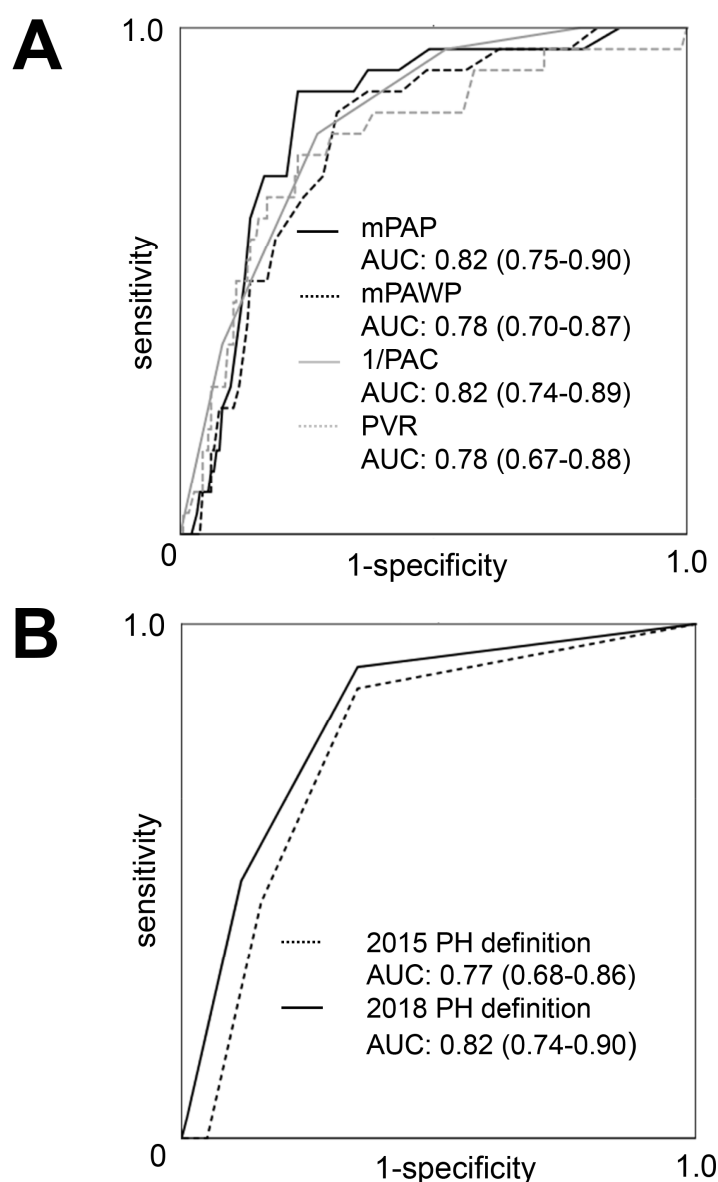 A
1.0
sensitivity
mPAP
AUC: 0.82 (0.75-0.90)
mPAWP
AUC: 0.78 (0.70-0.87)
1/PAC
AUC: 0.82 (0.74-0.89)
PVR
AUC: 0.78 (0.67-0.88)
0
1-specificity
1.0
B
1.0
sensitivity
2015 PH definition
AUC: 0.77 (0.68-0.86)
2018 PH definition
AUC: 0.82 (0.74-0.90)
0
1-specificity
1.0